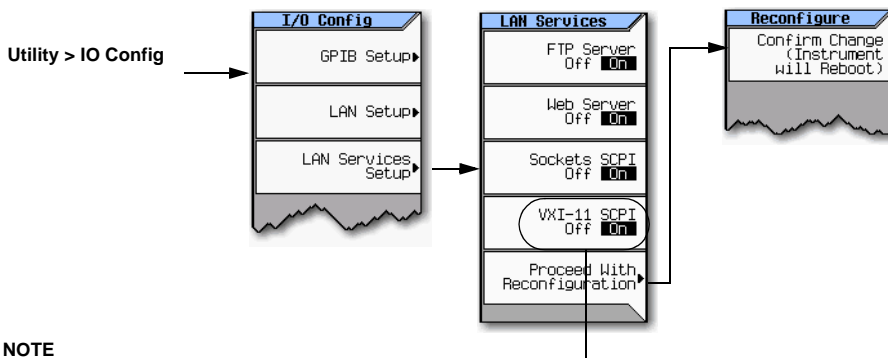 Utility > IO Config
I/O Config
GPIB Setup
LAN Setup
LAN Services
Setup
LAN Services
FTP Server
Off On
Web Server
Off On
Sockets SCPI
Off On
VXI-11 SCPI
Off On
Proceed With
Reconfiguration
Reconfigure
Confirm Change
(Instrument
will Reboot)
NOTE